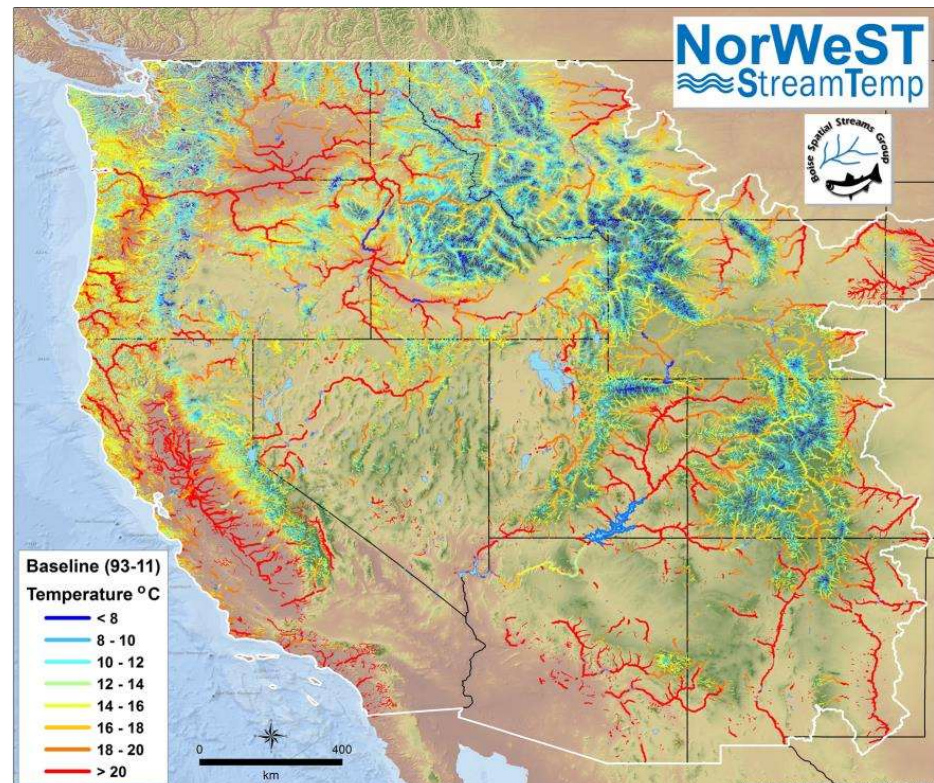 NorWeST
StreamTemp
Boise Spatial Streams Group
Baseline (93-11)
Temperature °C
< 8
8 - 10
10 - 12
12 - 14
14 - 16
16 - 18
18 - 20
> 20
0 400
km